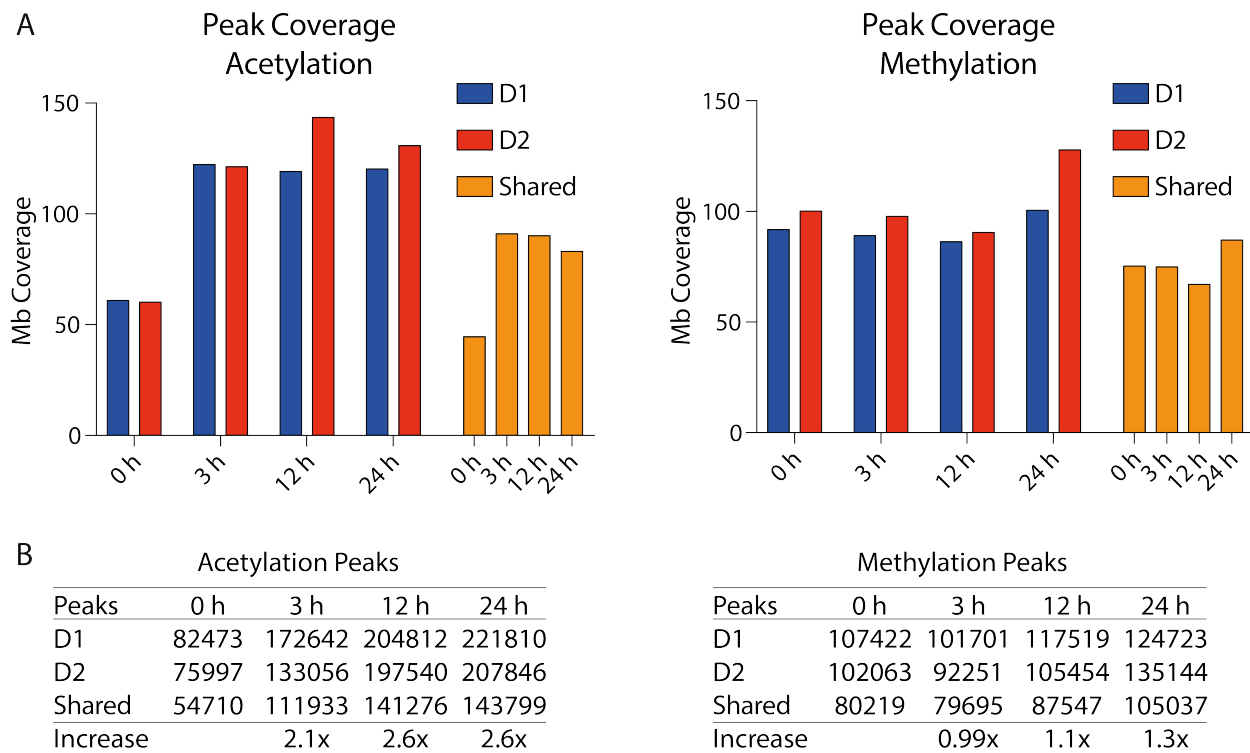 A
Peak Coverage
Acetylation
150
100
50
0
Mb Coverage
D1
D2
Shared
0 h
3 h
12 h
24 h
0 h
3 h
12 h
24 h
Peak Coverage
Methylation
150
100
50
0
Mb Coverage
D1
D2
Shared
0 h
3 h
12 h
24 h
0 h
3 h
12 h
24 h
B
Acetylation Peaks
Peaks 0 h 3 h 12 h 24 h
D1 82473 172642 204812 221810
D2 75997 133056 197540 207846
Shared 54710 111933 141276 143799
Increase 2.1x 2.6x 2.6x
Methylation Peaks
Peaks 0 h 3 h 12 h 24 h
D1 107422 101701 117519 124723
D2 102063 92251 105454 135144
Shared 80219 79695 87547 105037
Increase 0.99x 1.1x 1.3x